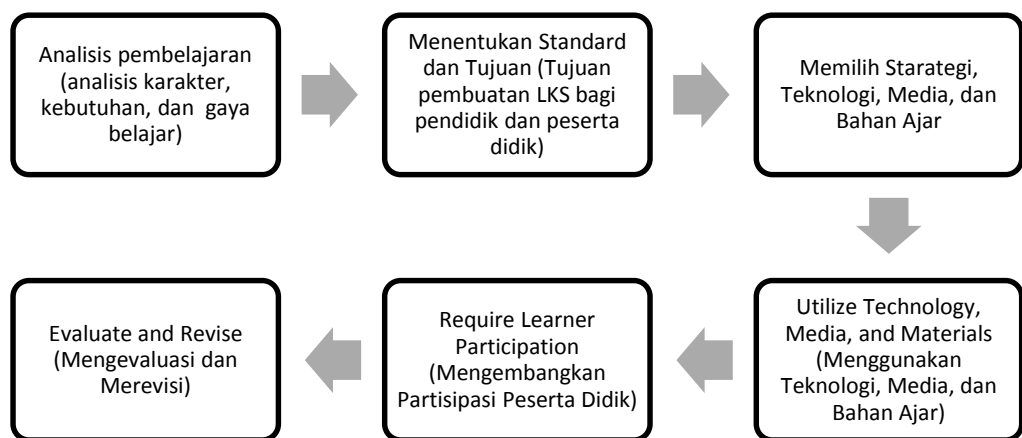 Analisis pembelajaran
(analisis karakter,
kebutuhan, dan  gaya
belajar)
Menentukan Standard
dan Tujuan (Tujuan
pembuatan LKS bagi
pendidik dan peserta
didik)
Memilih Starategi,
Teknologi, Media, dan
Bahan Ajar
Utilize Technology,
Media, and Materials
(Menggunakan
Teknologi, Media, dan
Bahan Ajar)
Require Learner
Participation
(Mengembangkan
Partisipasi Peserta Didik)
Evaluate and Revise
(Mengevaluasi dan
Merevisi)